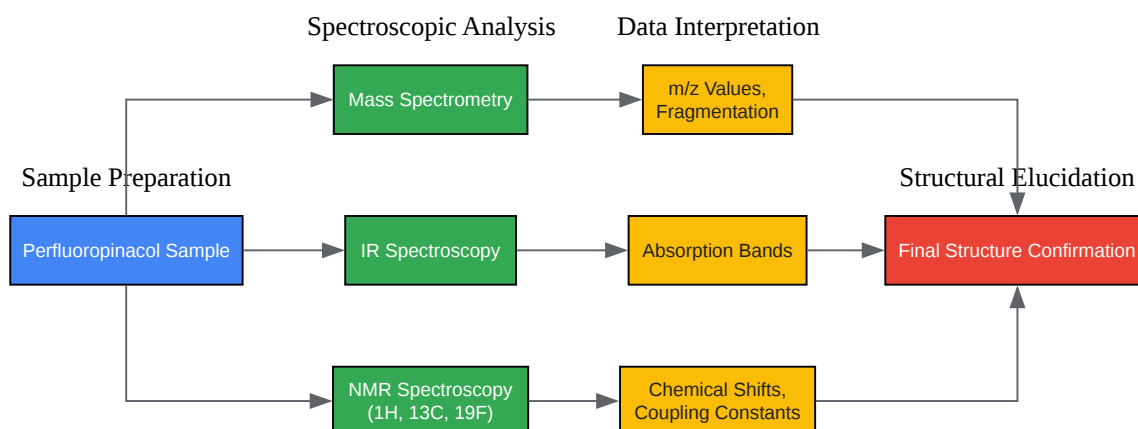 Spectroscopic Analysis
Data Interpretation
Mass Spectrometry
m/z Values,
Fragmentation
Sample Preparation
Structural Elucidation
Perfluoropinacol Sample
IR Spectroscopy
Absorption Bands
Final Structure Confirmation
NMR Spectroscopy
(1H, 13C, 19F)
Chemical Shifts,
Coupling Constants